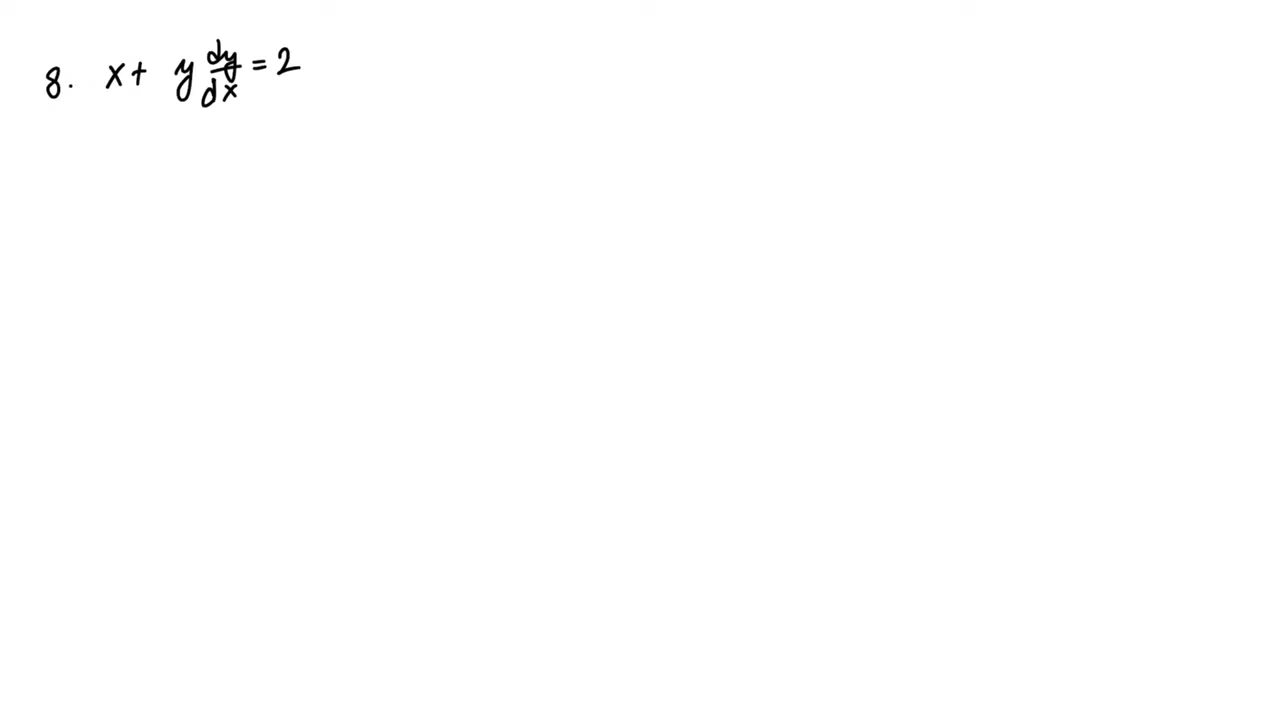 8. x + y dy/dx = 2